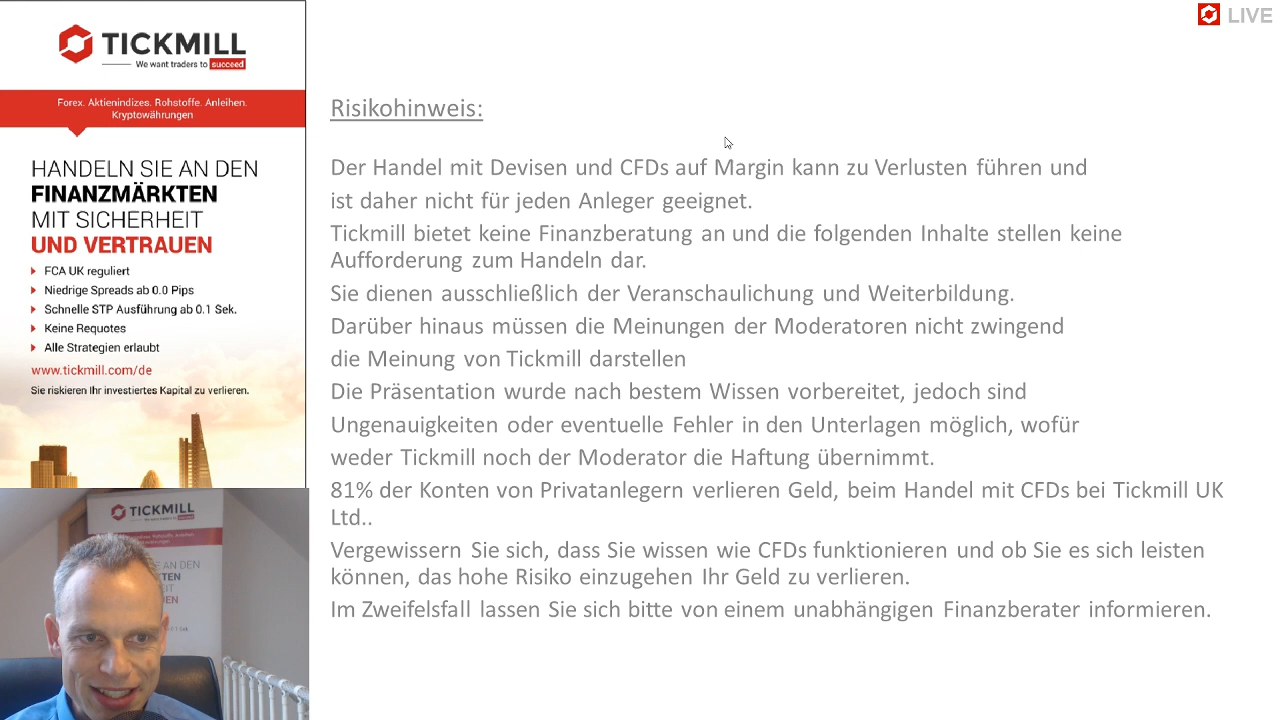 TICKMILL
We want traders to succeed
Forex. Aktienindizes. Rohstoffe. Anleihen.
Kryptowährungen
HANDELN SIE AN DEN
FINANZMÄRKTEN
MIT SICHERHEIT
UND VERTRAUEN
FCA UK reguliert
Niedrige Spreads ab 0.0 Pips
Schnelle STP Ausführung ab 0.1 Sek.
Keine Requotes
Alle Strategien erlaubt
www.tickmill.com/de
Sie riskieren Ihr investiertes Kapital zu verlieren.
LIVE
Risikohinweis:
Der Handel mit Devisen und CFDs auf Margin kann zu Verlusten führen und
ist daher nicht für jeden Anleger geeignet.
Tickmill bietet keine Finanzberatung an und die folgenden Inhalte stellen keine
Aufforderung zum Handeln dar.
Sie dienen ausschließlich der Veranschaulichung und Weiterbildung.
Darüber hinaus müssen die Meinungen der Moderatoren nicht zwingend
die Meinung von Tickmill darstellen
Die Präsentation wurde nach bestem Wissen vorbereitet, jedoch sind
Ungenauigkeiten oder eventuelle Fehler in den Unterlagen möglich, wofür
weder Tickmill noch der Moderator die Haftung übernimmt.
81% der Konten von Privatanlegern verlieren Geld, beim Handel mit CFDs bei Tickmill UK
Ltd..
Vergewissern Sie sich, dass Sie wissen wie CFDs funktionieren und ob Sie es sich leisten
können, das hohe Risiko einzugehen Ihr Geld zu verlieren.
Im Zweifelsfall lassen Sie sich bitte von einem unabhängigen Finanzberater informieren.
TICKMILL
SIE AN DEN